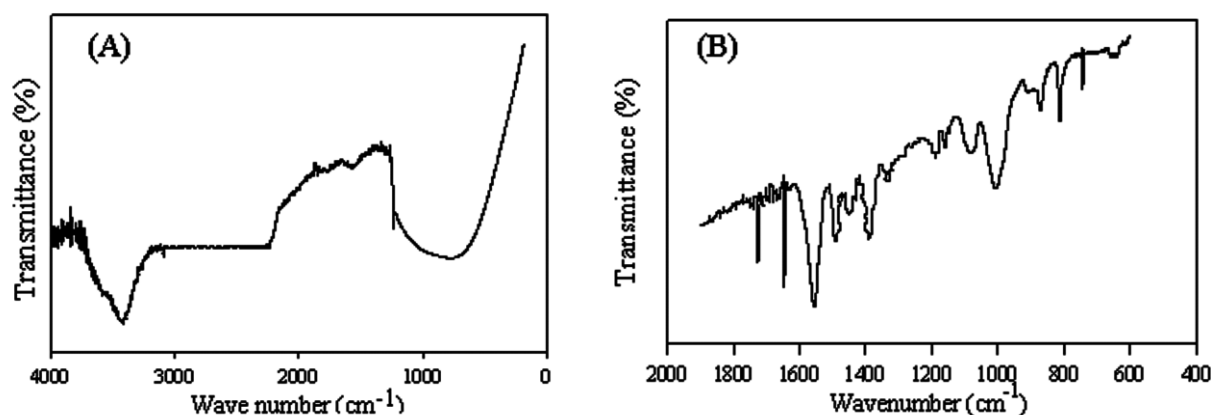 (A)
Transmittance (%)
4000 3000 2000 1000 0
Wave number (cm-1)
(B)
Transmittance (%)
2000 1800 1600 1400 1200 1000 800 600 400
Wavenumber (cm-1)